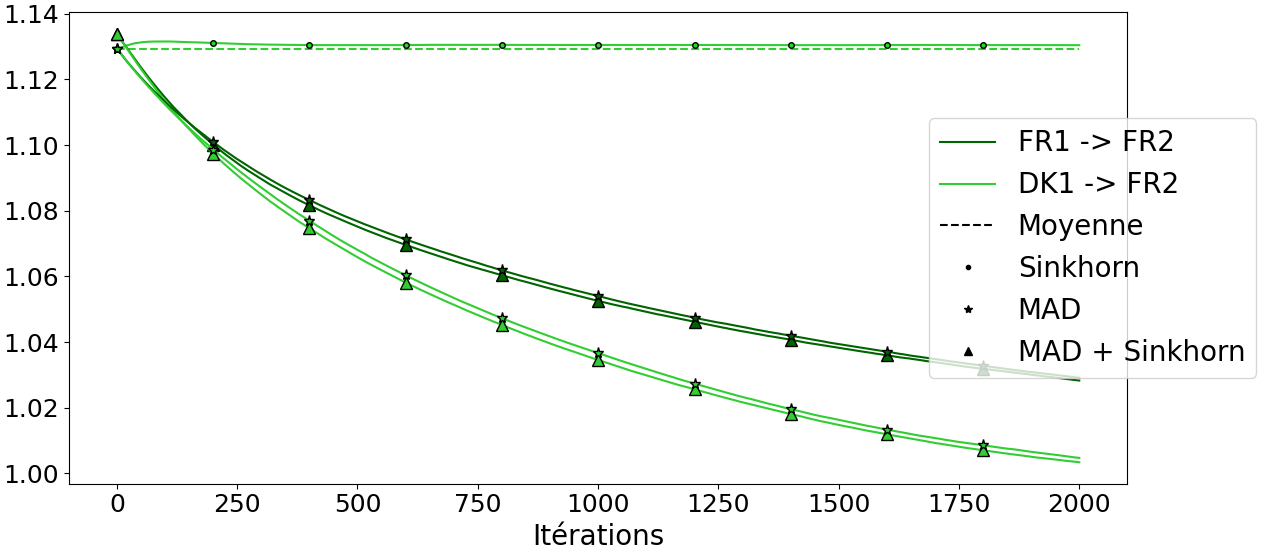 1.14
1.12
1.10
1.08
1.06
1.04
1.02
1.00
0 250 500 750 1000 1250 1500 1750 2000
Itérations
FR1 -> FR2
DK1 -> FR2
Moyenne
Sinkhorn
MAD
MAD + Sinkhorn